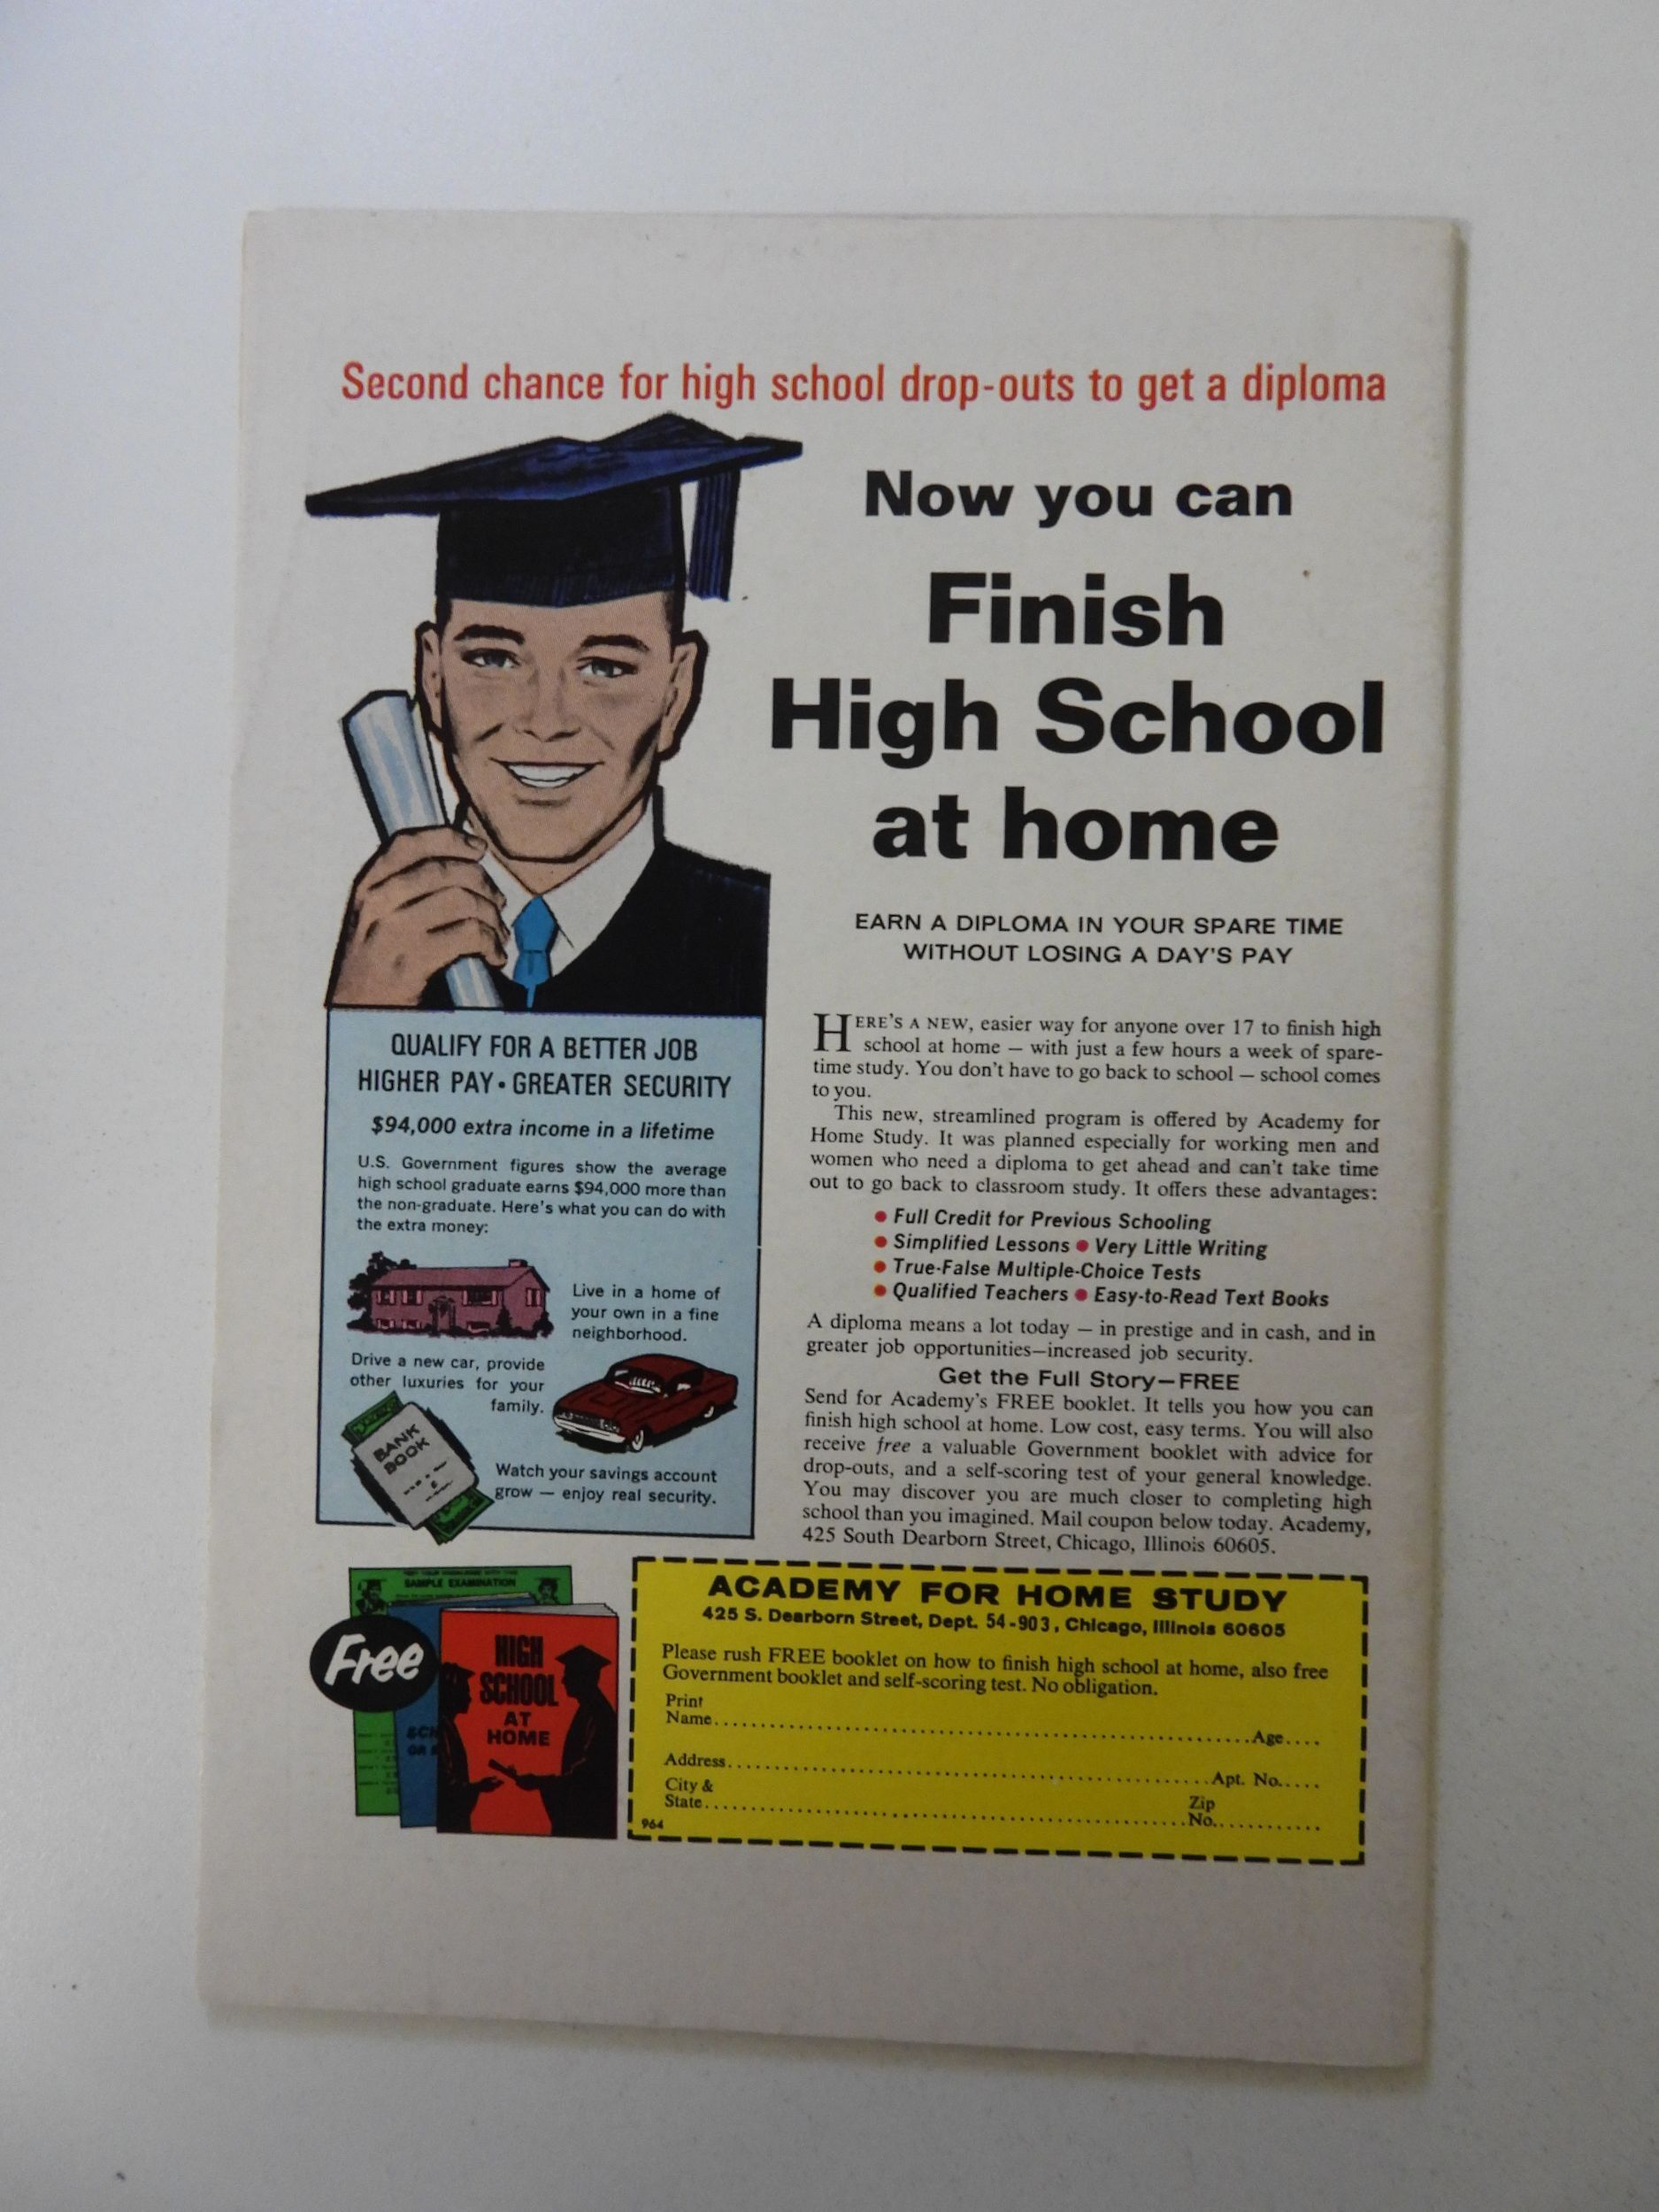 Second chance for high school drop-outs to get a diploma
Now you can
Finish
High School
at home
EARN A DIPLOMA IN YOUR SPARE TIME
WITHOUT LOSING A DAY'S PAY
QUALIFY FOR A BETTER JOB
HIGHER PAY • GREATER SECURITY
$94,000 extra income in a lifetime
U.S. Government figures show the average
high school graduate earns $94,000 more than
the non-graduate. Here's what you can do with
the extra money:
Live in a home of
your own in a fine
neighborhood.
Drive a new car, provide
other luxuries for your
family.
BANK
BOOK
Watch your savings account
grow — enjoy real security.
HERE'S A NEW, easier way for anyone over 17 to finish high
school at home — with just a few hours a week of spare-
time study. You don't have to go back to school — school comes
to you.
This new, streamlined program is offered by Academy for
Home Study. It was planned especially for working men and
women who need a diploma to get ahead and can't take time
out to go back to classroom study. It offers these advantages:
• Full Credit for Previous Schooling
• Simplified Lessons • Very Little Writing
• True-False Multiple-Choice Tests
• Qualified Teachers • Easy-to-Read Text Books
A diploma means a lot today — in prestige and in cash, and in
greater job opportunities—increased job security.
Get the Full Story—FREE
Send for Academy's FREE booklet. It tells you how you can
finish high school at home. Low cost, easy terms. You will also
receive free a valuable Government booklet with advice for
drop-outs, and a self-scoring test of your general knowledge.
You may discover you are much closer to completing high
school than you imagined. Mail coupon below today. Academy,
425 South Dearborn Street, Chicago, Illinois 60605.
SAMPLE EXAMINATION
Free
HIGH
SCHOOL
AT
HOME
ACADEMY FOR HOME STUDY
425 S. Dearborn Street, Dept. 54-903, Chicago, Illinois 60605
Please rush FREE booklet on how to finish high school at home, also free
Government booklet and self-scoring test. No obligation.
Print
Name..........Age....
Address..........Apt. No.....
City &
State..........Zip
No............
964